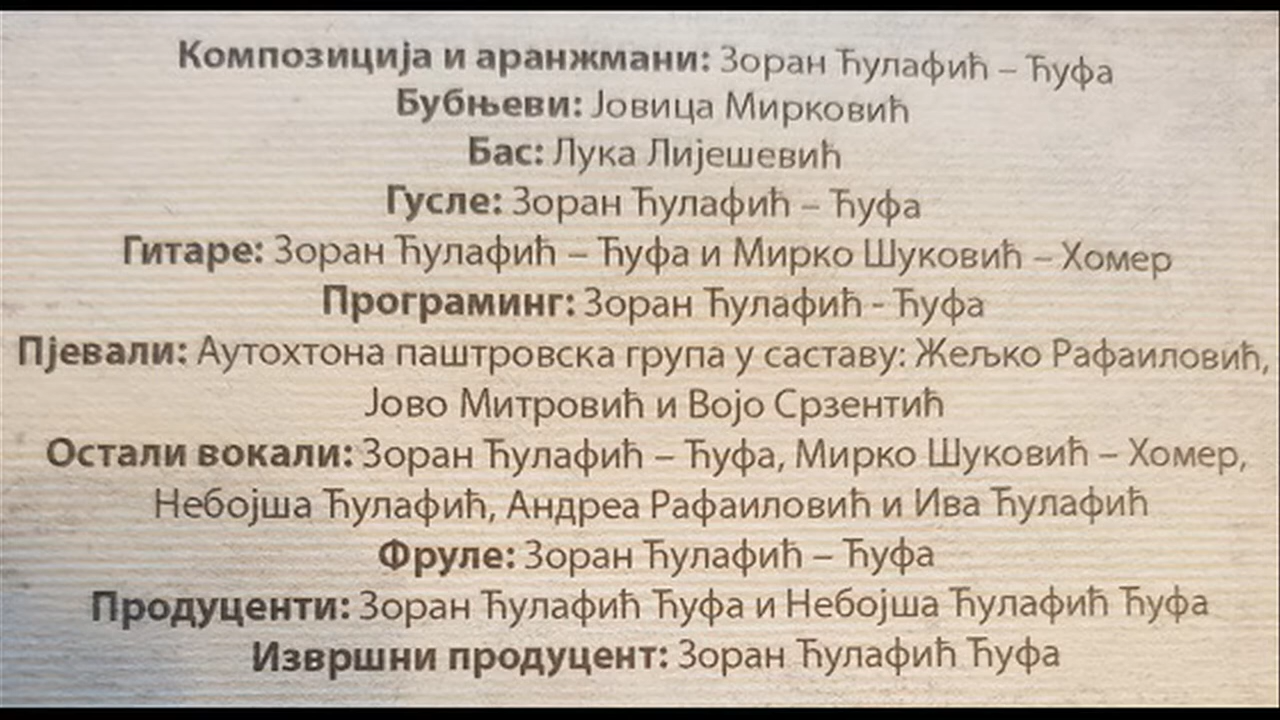 Композиција и аранжмани: Зоран Ћулафић – Ћуфа
Бубњеви: Јовица Мирковић
Бас: Лука Лијешевић
Гусле: Зоран Ћулафић – Ћуфа
Гитаре: Зоран Ћулафић – Ћуфа и Мирко Шуковић – Хомер
Програминг: Зоран Ћулафић - Ћуфа
Пјевали: Аутохтона паштровска група у саставу: Жељко Рафаиловић,
Јово Митровић и Војо Срзентић
Остали вокали: Зоран Ћулафић – Ћуфа, Мирко Шуковић – Хомер,
Небојша Ћулафић, Андреа Рафаиловић и Ива Ћулафић
Фруле: Зоран Ћулафић – Ћуфа
Продуценти: Зоран Ћулафић Ћуфа и Небојша Ћулафић Ћуфа
Извршни продуцент: Зоран Ћулафић Ћуфа